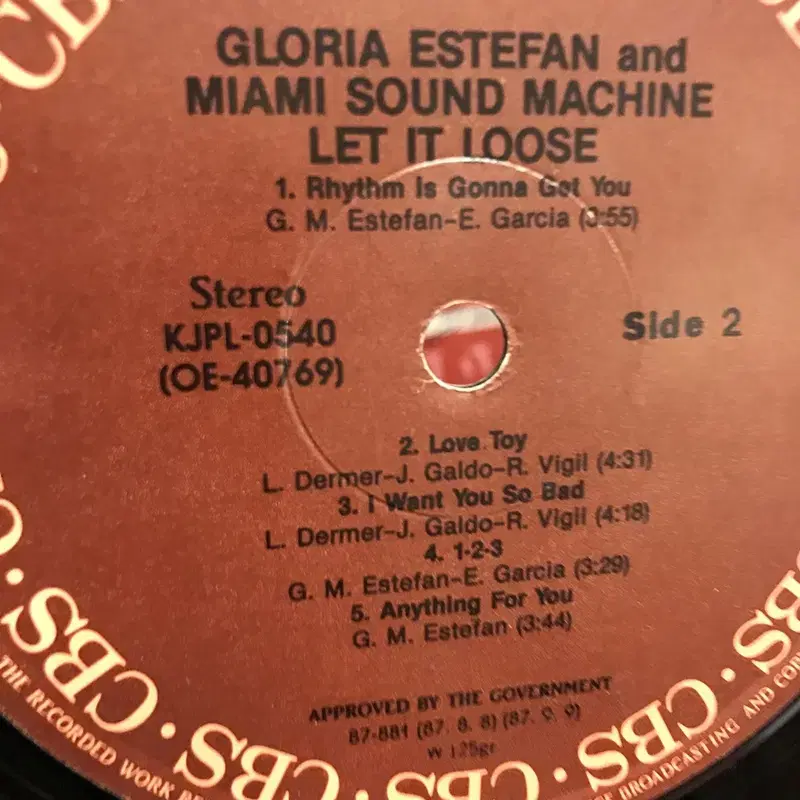 GLORIA ESTEFAN and
MIAMI SOUND MACHINE
LET IT LOOSE
1. Rhythm Is Gonna Get You
G. M. Estefan-E. Garcia (3:55)
Stereo
KJPL-0540
(OE-40769)
Side 2
2. Love Toy
L. Dermer-J. Galdo-R. Vigil (4:31)
3. I Want You So Bad
L. Dermer-J. Galdo-R. Vigil (4:18)
4. 1-2-3
G. M. Estefan-E. Garcia (3:29)
5. Anything For You
G. M. Estefan (3:44)
APPROVED BY THE GOVERNMENT
87-881 (87. 8. 8) (87. 9. 9)
W 125gr
CBS · CBS · CBS · CBS · CBS
THE RECORDED WORK
BROADCASTING AND